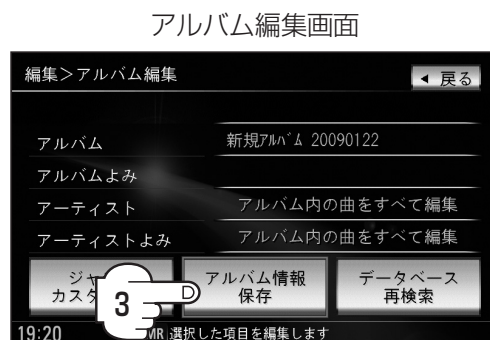 アルバム編集画面
編集＞アルバム編集
◀ 戻る
アルバム 新規ｱﾙﾊﾞﾑ 20090122
アルバムよみ
アーティスト アルバム内の曲をすべて編集
アーティストよみ アルバム内の曲をすべて編集
ジャ
カスタ
アルバム情報
保存
データベース
再検索
3
19:20 MR 選択した項目を編集します